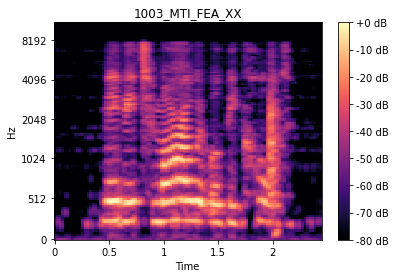 1003_MTI_FEA_XX
8192
4096
2048
1024
512
0
Hz
0
0.5
1
1.5
2
Time
+0 dB
-10 dB
-20 dB
-30 dB
-40 dB
-50 dB
-60 dB
-70 dB
-80 dB